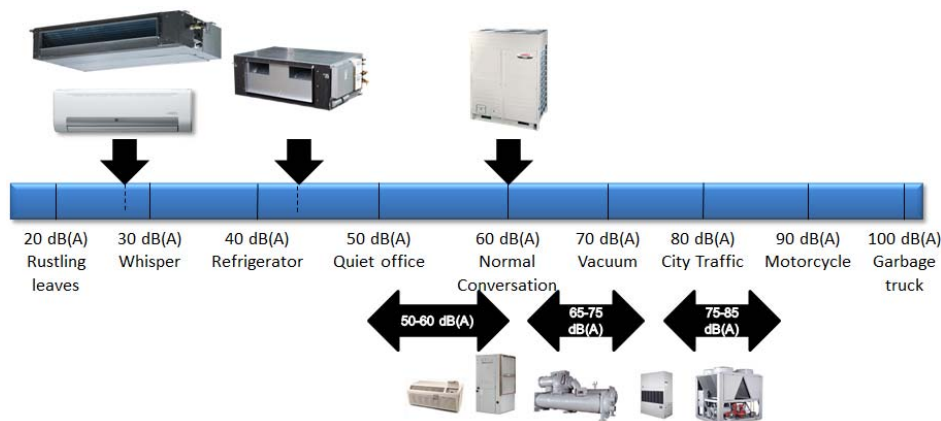 20 dB(A)
Rustling
leaves
30 dB(A)
Whisper
40 dB(A)
Refrigerator
50 dB(A)
Quiet office
60 dB(A)
Normal
Conversation
70 dB(A)
Vacuum
80 dB(A)
City Traffic
90 dB(A)
Motorcycle
100 dB(A)
Garbage
truck
50-60 dB(A)
65-75
dB(A)
75-85
dB(A)